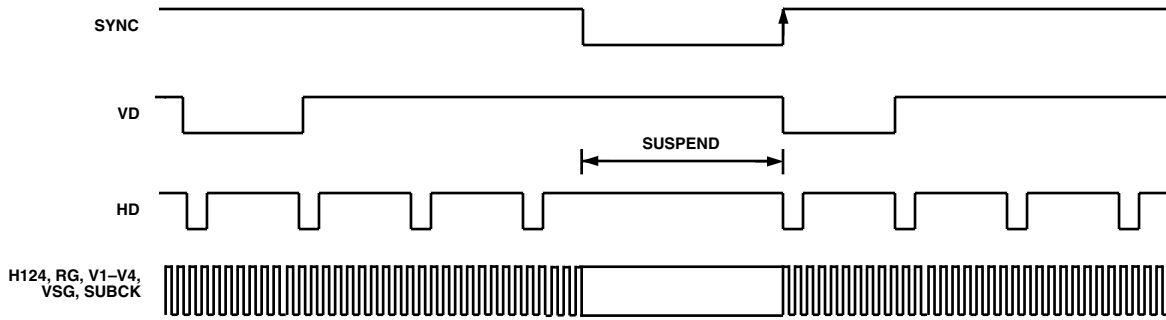 SYNC
VD
SUSPEND
HD
H124, RG, V1–V4,
VSG, SUBCK